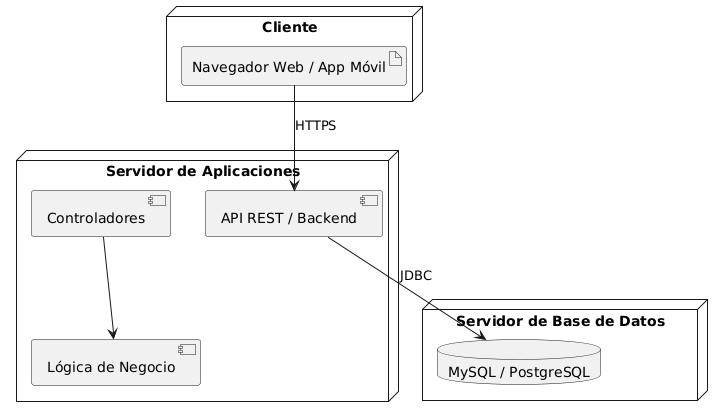 Cliente
Navegador Web / App Móvil
HTTPS
Servidor de Aplicaciones
Controladores
API REST / Backend
JDBC
Servidor de Base de Datos
Lógica de Negocio
MySQL / PostgreSQL